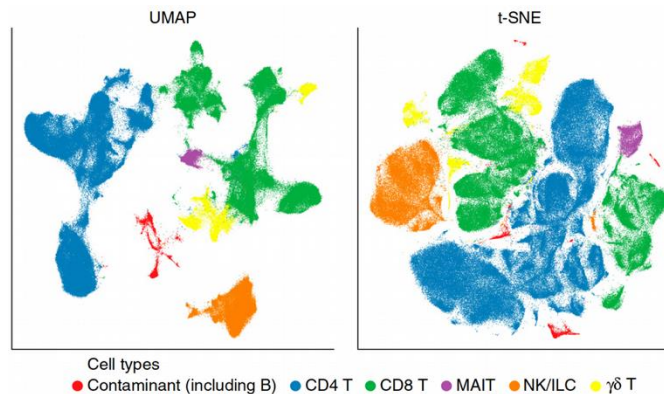 UMAP
t-SNE
Cell types
Contaminant (including B) CD4 T CD8 T MAIT NK/ILC γδ T